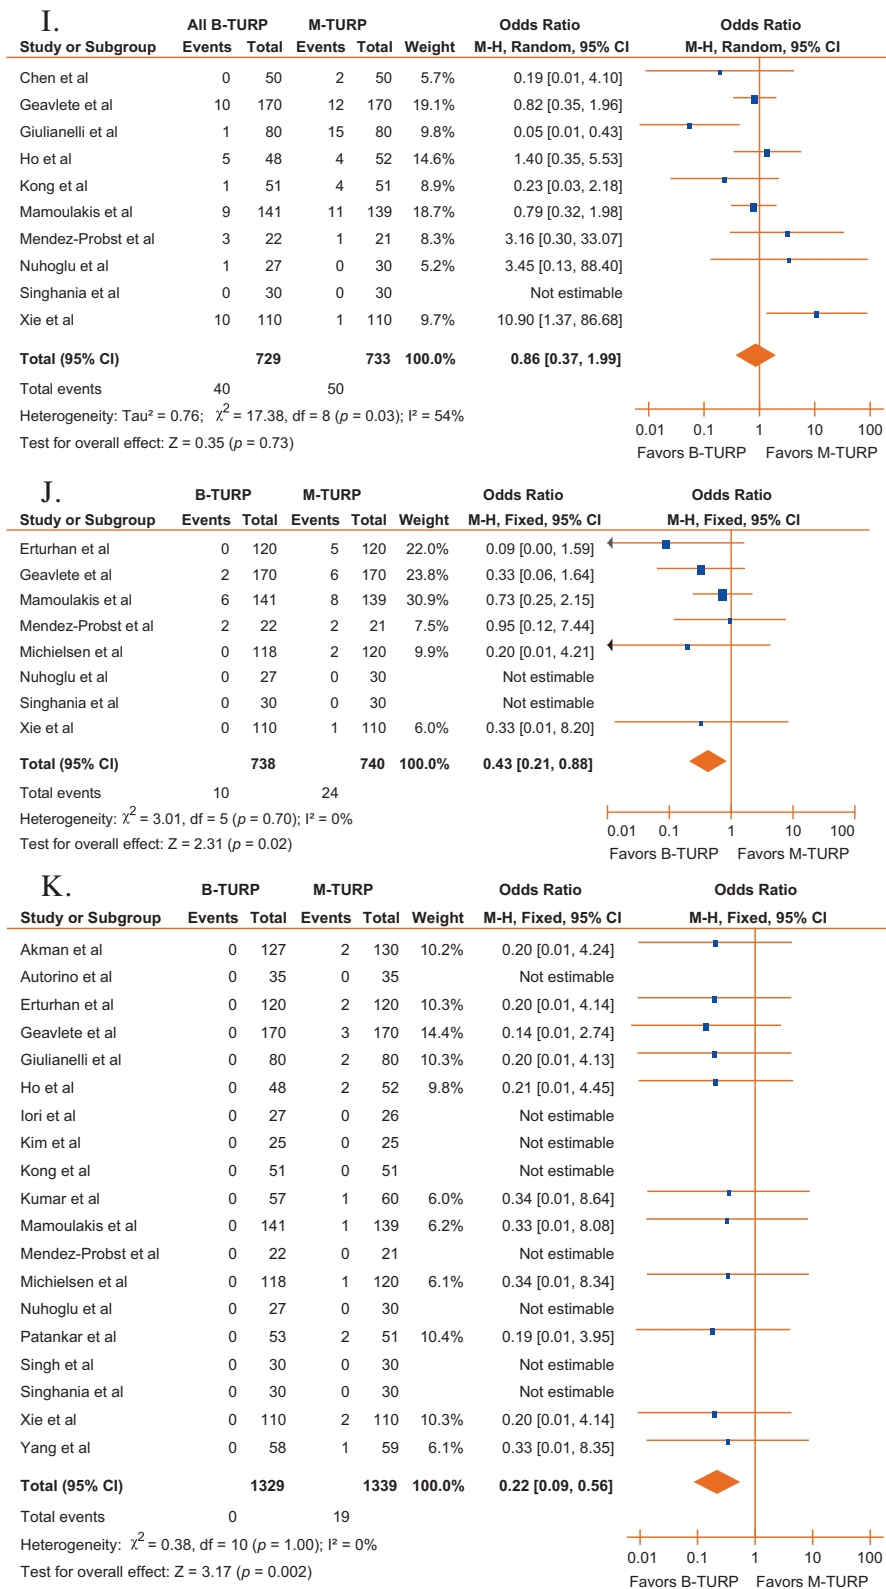 I.
All B-TURP M-TURP Odds Ratio Odds Ratio
Study or Subgroup Events Total Events Total Weight M-H, Random, 95% CI M-H, Random, 95% CI
Chen et al 0 50 2 50 5.7% 0.19 [0.01, 4.10]
Geavlete et al 10 170 12 170 19.1% 0.82 [0.35, 1.96]
Giulianelli et al 1 80 15 80 9.8% 0.05 [0.01, 0.43]
Ho et al 5 48 4 52 14.6% 1.40 [0.35, 5.53]
Kong et al 1 51 4 51 8.9% 0.23 [0.03, 2.18]
Mamoulakis et al 9 141 11 139 18.7% 0.79 [0.32, 1.98]
Mendez-Probst et al 3 22 1 21 8.3% 3.16 [0.30, 33.07]
Nuhoglu et al 1 27 0 30 5.2% 3.45 [0.13, 88.40]
Singhania et al 0 30 0 30 Not estimable
Xie et al 10 110 1 110 9.7% 10.90 [1.37, 86.68]
Total (95% CI) 729 733 100.0% 0.86 [0.37, 1.99]
Total events 40 50
Heterogeneity: Tau² = 0.76; χ² = 17.38, df = 8 (p = 0.03); I² = 54%
Test for overall effect: Z = 0.35 (p = 0.73)
0.01 0.1 1 10 100
Favors B-TURP Favors M-TURP
J.
B-TURP M-TURP Odds Ratio Odds Ratio
Study or Subgroup Events Total Events Total Weight M-H, Fixed, 95% CI M-H, Fixed, 95% CI
Erturhan et al 0 120 5 120 22.0% 0.09 [0.00, 1.59]
Geavlete et al 2 170 6 170 23.8% 0.33 [0.06, 1.64]
Mamoulakis et al 6 141 8 139 30.9% 0.73 [0.25, 2.15]
Mendez-Probst et al 2 22 2 21 7.5% 0.95 [0.12, 7.44]
Michielsen et al 0 118 2 120 9.9% 0.20 [0.01, 4.21]
Nuhoglu et al 0 27 0 30 Not estimable
Singhania et al 0 30 0 30 Not estimable
Xie et al 0 110 1 110 6.0% 0.33 [0.01, 8.20]
Total (95% CI) 738 740 100.0% 0.43 [0.21, 0.88]
Total events 10 24
Heterogeneity: χ² = 3.01, df = 5 (p = 0.70); I² = 0%
Test for overall effect: Z = 2.31 (p = 0.02)
0.01 0.1 1 10 100
Favors B-TURP Favors M-TURP
K.
B-TURP M-TURP Odds Ratio Odds Ratio
Study or Subgroup Events Total Events Total Weight M-H, Fixed, 95% CI M-H, Fixed, 95% CI
Akman et al 0 127 2 130 10.2% 0.20 [0.01, 4.24]
Autorino et al 0 35 0 35 Not estimable
Erturhan et al 0 120 2 120 10.3% 0.20 [0.01, 4.14]
Geavlete et al 0 170 3 170 14.4% 0.14 [0.01, 2.74]
Giulianelli et al 0 80 2 80 10.3% 0.20 [0.01, 4.13]
Ho et al 0 48 2 52 9.8% 0.21 [0.01, 4.45]
Iori et al 0 27 0 26 Not estimable
Kim et al 0 25 0 25 Not estimable
Kong et al 0 51 0 51 Not estimable
Kumar et al 0 57 1 60 6.0% 0.34 [0.01, 8.64]
Mamoulakis et al 0 141 1 139 6.2% 0.33 [0.01, 8.08]
Mendez-Probst et al 0 22 0 21 Not estimable
Michielsen et al 0 118 1 120 6.1% 0.34 [0.01, 8.34]
Nuhoglu et al 0 27 0 30 Not estimable
Patankar et al 0 53 2 51 10.4% 0.19 [0.01, 3.95]
Singh et al 0 30 0 30 Not estimable
Singhania et al 0 30 0 30 Not estimable
Xie et al 0 110 2 110 10.3% 0.20 [0.01, 4.14]
Yang et al 0 58 1 59 6.1% 0.33 [0.01, 8.35]
Total (95% CI) 1329 1339 100.0% 0.22 [0.09, 0.56]
Total events 0 19
Heterogeneity: χ² = 0.38, df = 10 (p = 1.00); I² = 0%
Test for overall effect: Z = 3.17 (p = 0.002)
0.01 0.1 1 10 100
Favors B-TURP Favors M-TURP